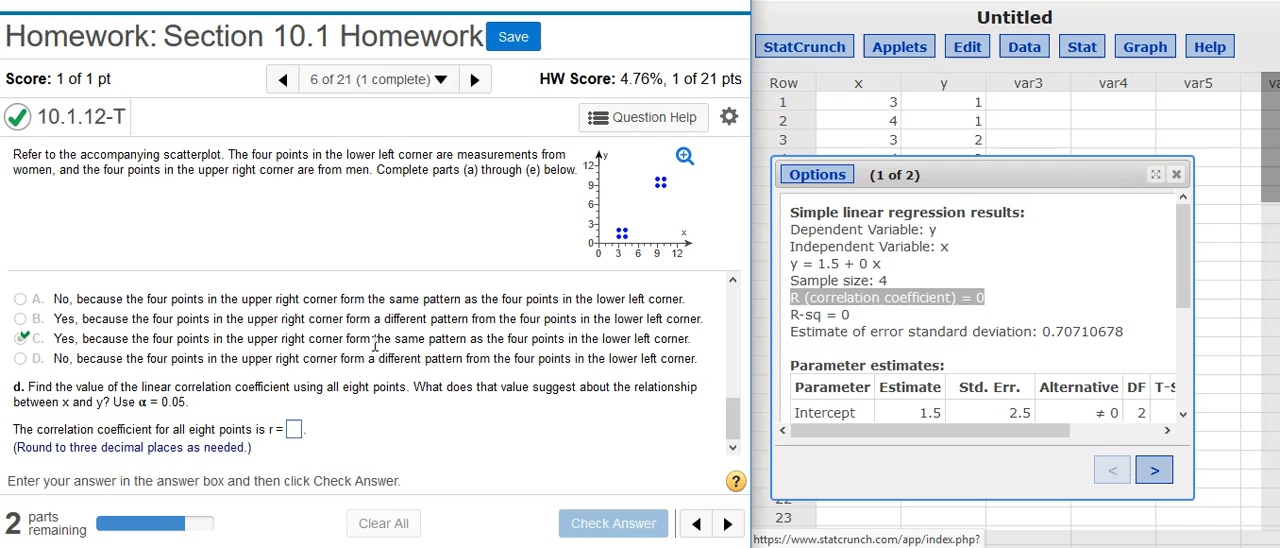 Homework: Section 10.1 Homework Save
Score: 1 of 1 pt
6 of 21 (1 complete)
HW Score: 4.76%, 1 of 21 pts
10.1.12-T
Question Help
Refer to the accompanying scatterplot. The four points in the lower left corner are measurements from
women, and the four points in the upper right corner are from men. Complete parts (a) through (e) below.
y
12
9
6
3
0
x
0 3 6 9 12
A. No, because the four points in the upper right corner form the same pattern as the four points in the lower left corner.
B. Yes, because the four points in the upper right corner form a different pattern from the four points in the lower left corner.
C. Yes, because the four points in the upper right corner form the same pattern as the four points in the lower left corner.
D. No, because the four points in the upper right corner form a different pattern from the four points in the lower left corner.
d. Find the value of the linear correlation coefficient using all eight points. What does that value suggest about the relationship
between x and y? Use α = 0.05.
The correlation coefficient for all eight points is r = .
(Round to three decimal places as needed.)
Enter your answer in the answer box and then click Check Answer.
?
2 parts
remaining
Clear All
Check Answer
Untitled
StatCrunch Applets Edit Data Stat Graph Help
Row x y var3 var4 var5
1 3 1
2 4 1
3 3 2
Options (1 of 2)
Simple linear regression results:
Dependent Variable: y
Independent Variable: x
y = 1.5 + 0 x
Sample size: 4
R (correlation coefficient) = 0
R-sq = 0
Estimate of error standard deviation: 0.70710678
Parameter estimates:
Parameter Estimate Std. Err. Alternative DF
Intercept 1.5 2.5 ≠ 0 2
< >
23
https://www.statcrunch.com/app/index.php?